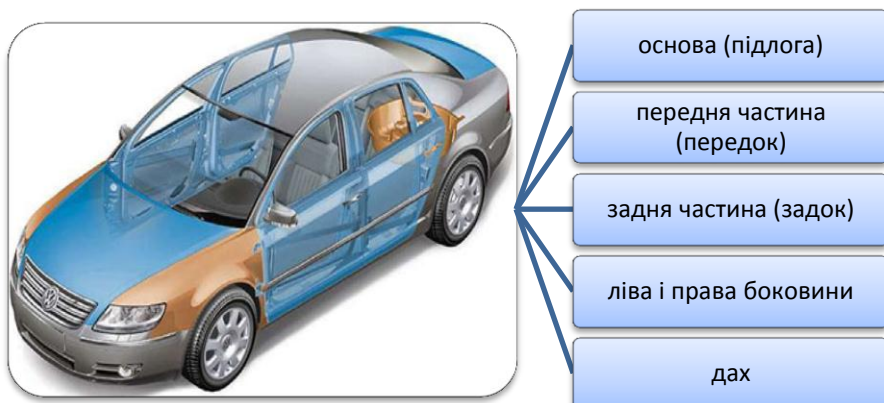 основа (підлога)
передня частина
(передок)
задня частина (задок)
ліва і права боковини
дах